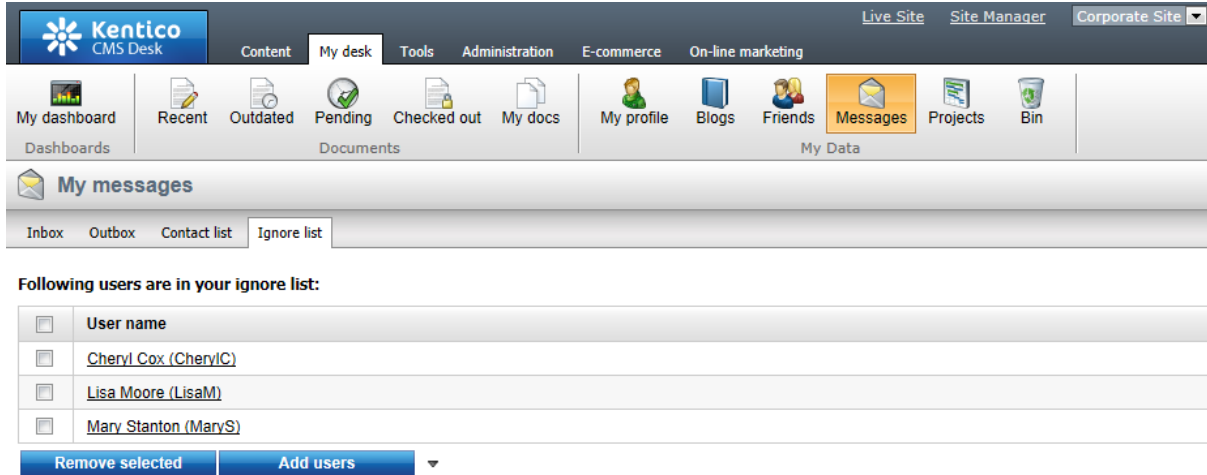 Live Site Site Manager Corporate Site
Kentico
CMS Desk
Content My desk Tools Administration E-commerce On-line marketing
My dashboard Recent Outdated Pending Checked out My docs My profile Blogs Friends Messages Projects Bin
Dashboards Documents My Data
My messages
Inbox Outbox Contact list Ignore list
Following users are in your ignore list:
User name
Cheryl Cox (CherylC)
Lisa Moore (LisaM)
Mary Stanton (MaryS)
Remove selected Add users